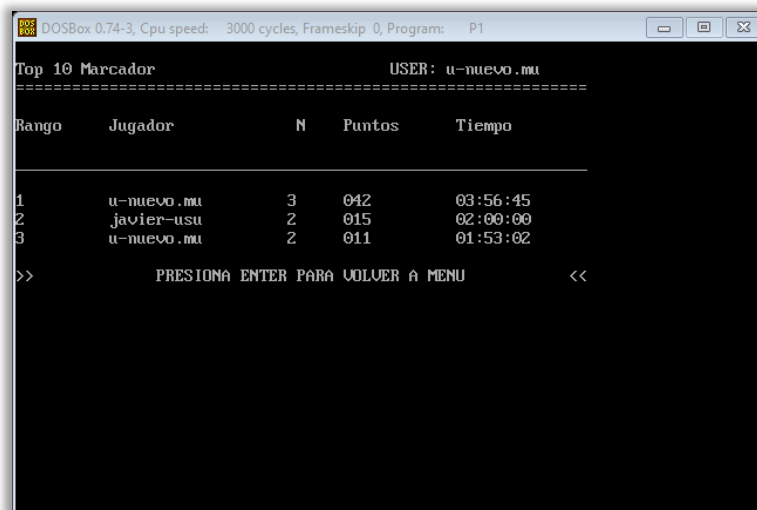 DOS BOX DOSBox 0.74-3, Cpu speed: 3000 cycles, Frameskip 0, Program: P1
Top 10 Marcador USER: u-nuevo.mu
=============================================================
Rango Jugador N Puntos Tiempo
1 u-nuevo.mu 3 042 03:56:45
2 javier-usu 2 015 02:00:00
3 u-nuevo.mu 2 011 01:53:02
>> PRESIONA ENTER PARA VOLVER A MENU <<